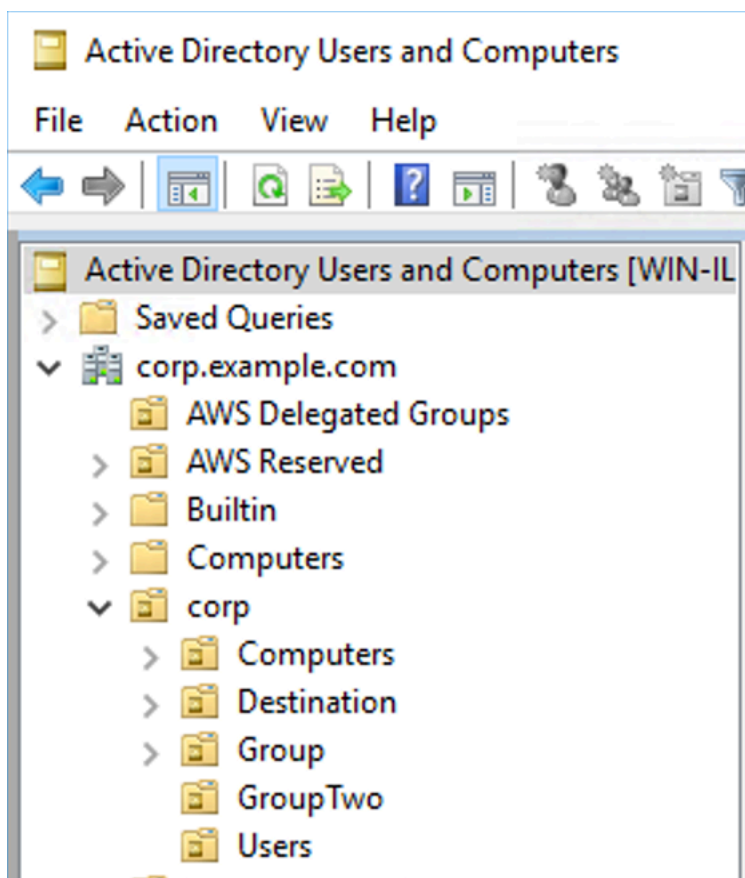 Active Directory Users and Computers
File Action View Help
Active Directory Users and Computers [WIN-IL
Saved Queries
corp.example.com
AWS Delegated Groups
AWS Reserved
Builtin
Computers
corp
Computers
Destination
Group
GroupTwo
Users